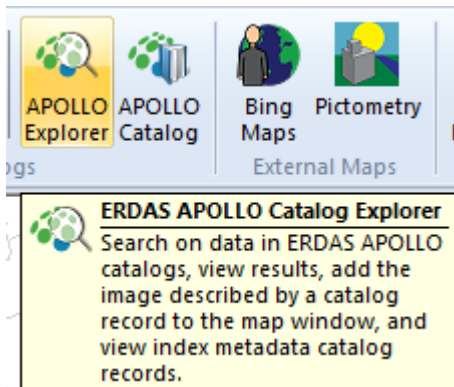 APOLLO Explorer
APOLLO Catalog
Bing Maps
Pictometry
External Maps
ERDAS APOLLO Catalog Explorer
Search on data in ERDAS APOLLO
catalogs, view results, add the
image described by a catalog
record to the map window, and
view index metadata catalog
records.